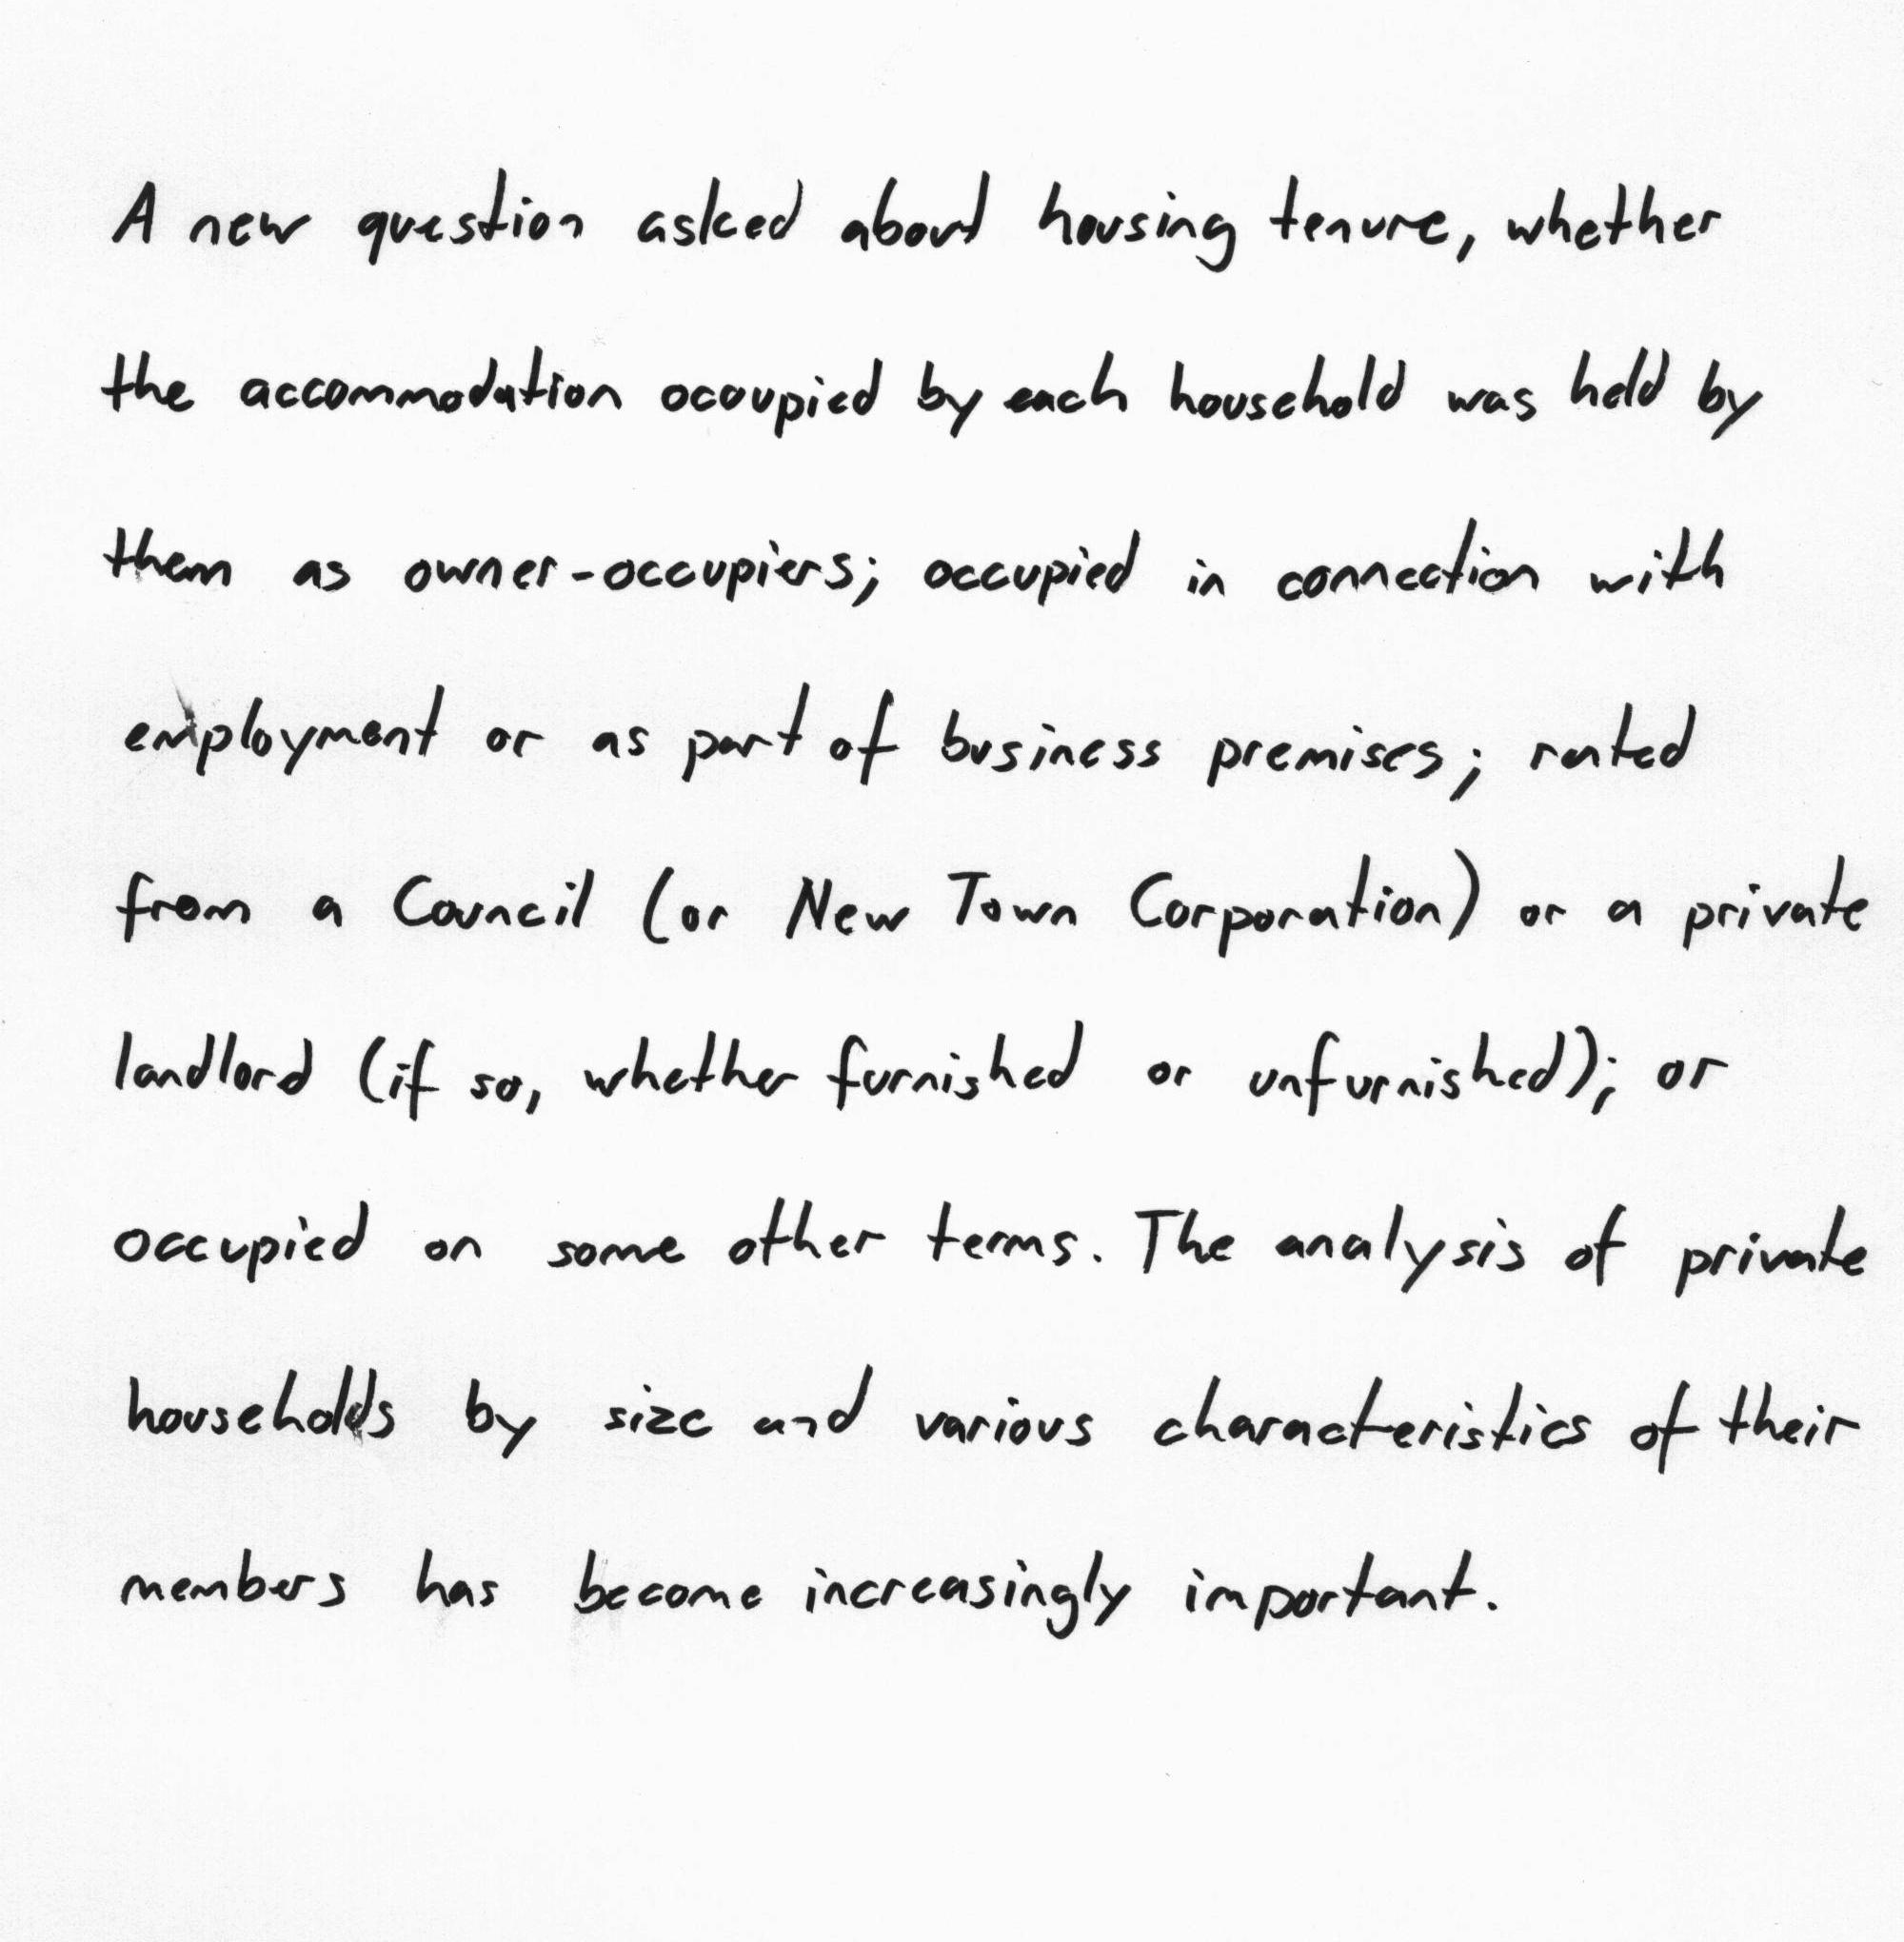 A new question asked about housing tenure, whether
the accommodation occupied by each household was held by
them as owner-occupiers; occupied in connection with
employment or as part of business premises; rented
from a Council (or New Town Corporation) or a private
landlord (if so, whether furnished or unfurnished); or
occupied on some other terms. The analysis of private
households by size and various characteristics of their
members has become increasingly important.